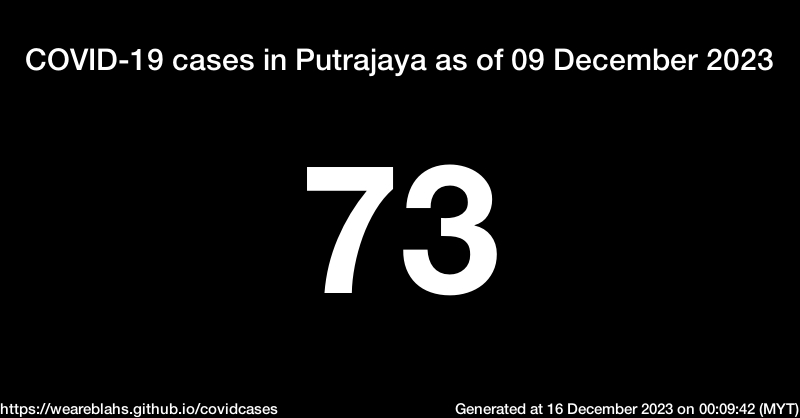 COVID-19 cases in Putrajaya as of 09 December 2023
73
https://weareblahs.github.io/covidcases
Generated at 16 December 2023 on 00:09:42 (MYT)